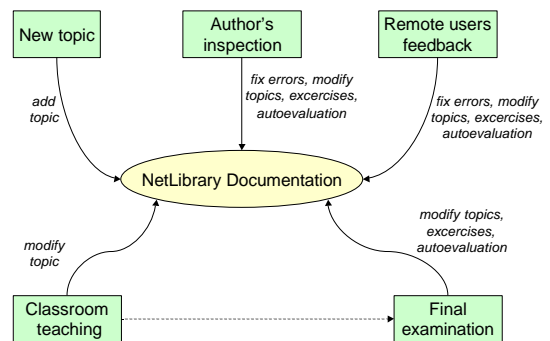 New topic
Author's
inspection
Remote users
feedback
add
topic
fix errors, modify
topics, excercises,
autoevaluation
fix errors, modify
topics, excercises,
autoevaluation
NetLibrary Documentation
modify
topic
modify topics,
excercises,
autoevaluation
Classroom
teaching
Final
examination